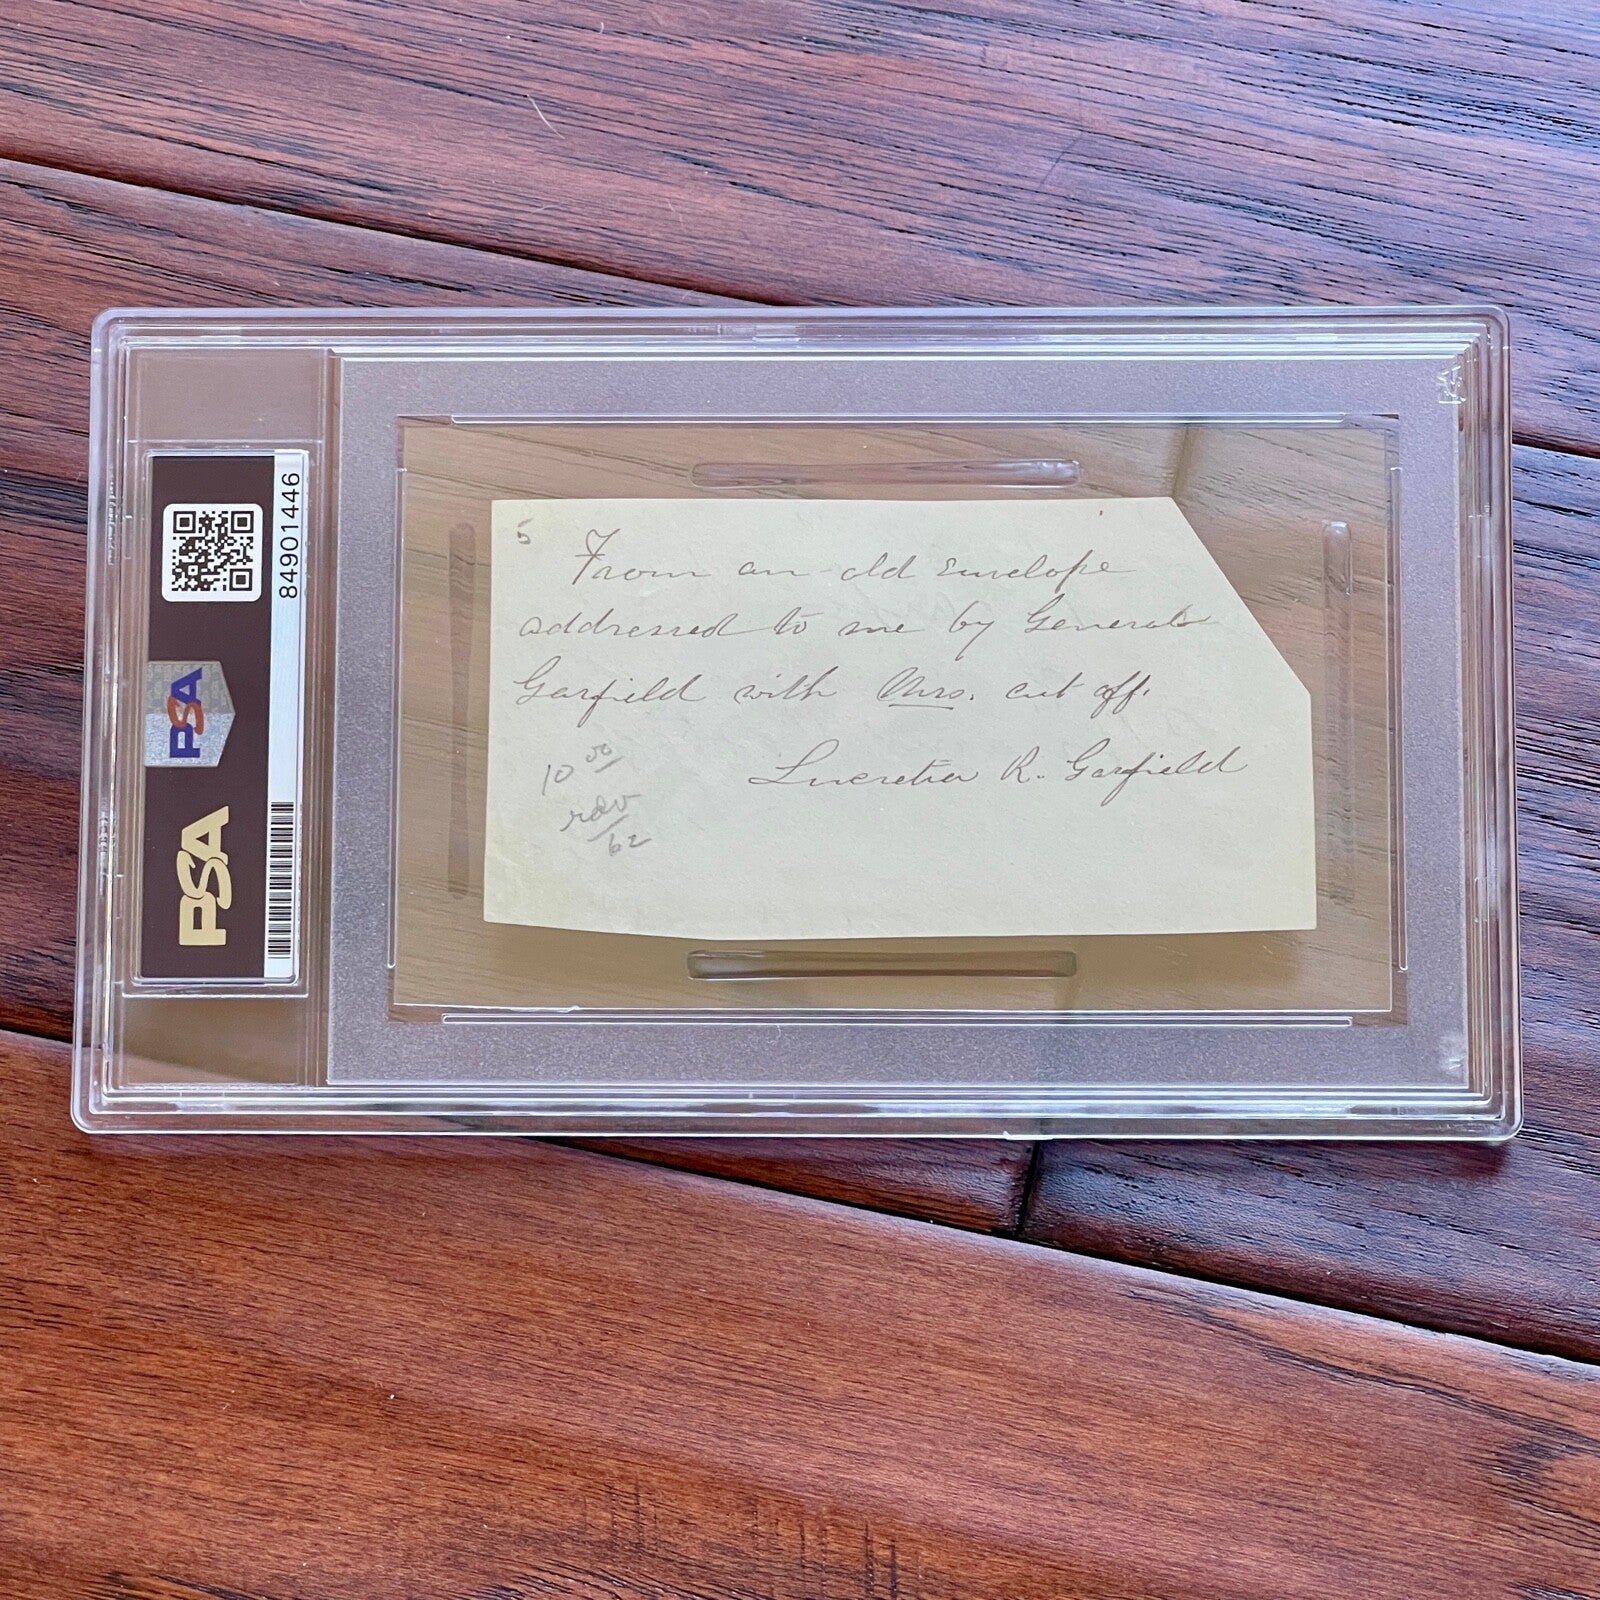 84901446
PSA
PSA
5
From an old envelope
addressed to me by General
Garfield with Mrs. cut off.
Lucretia R. Garfield
10 00
rdv
/62